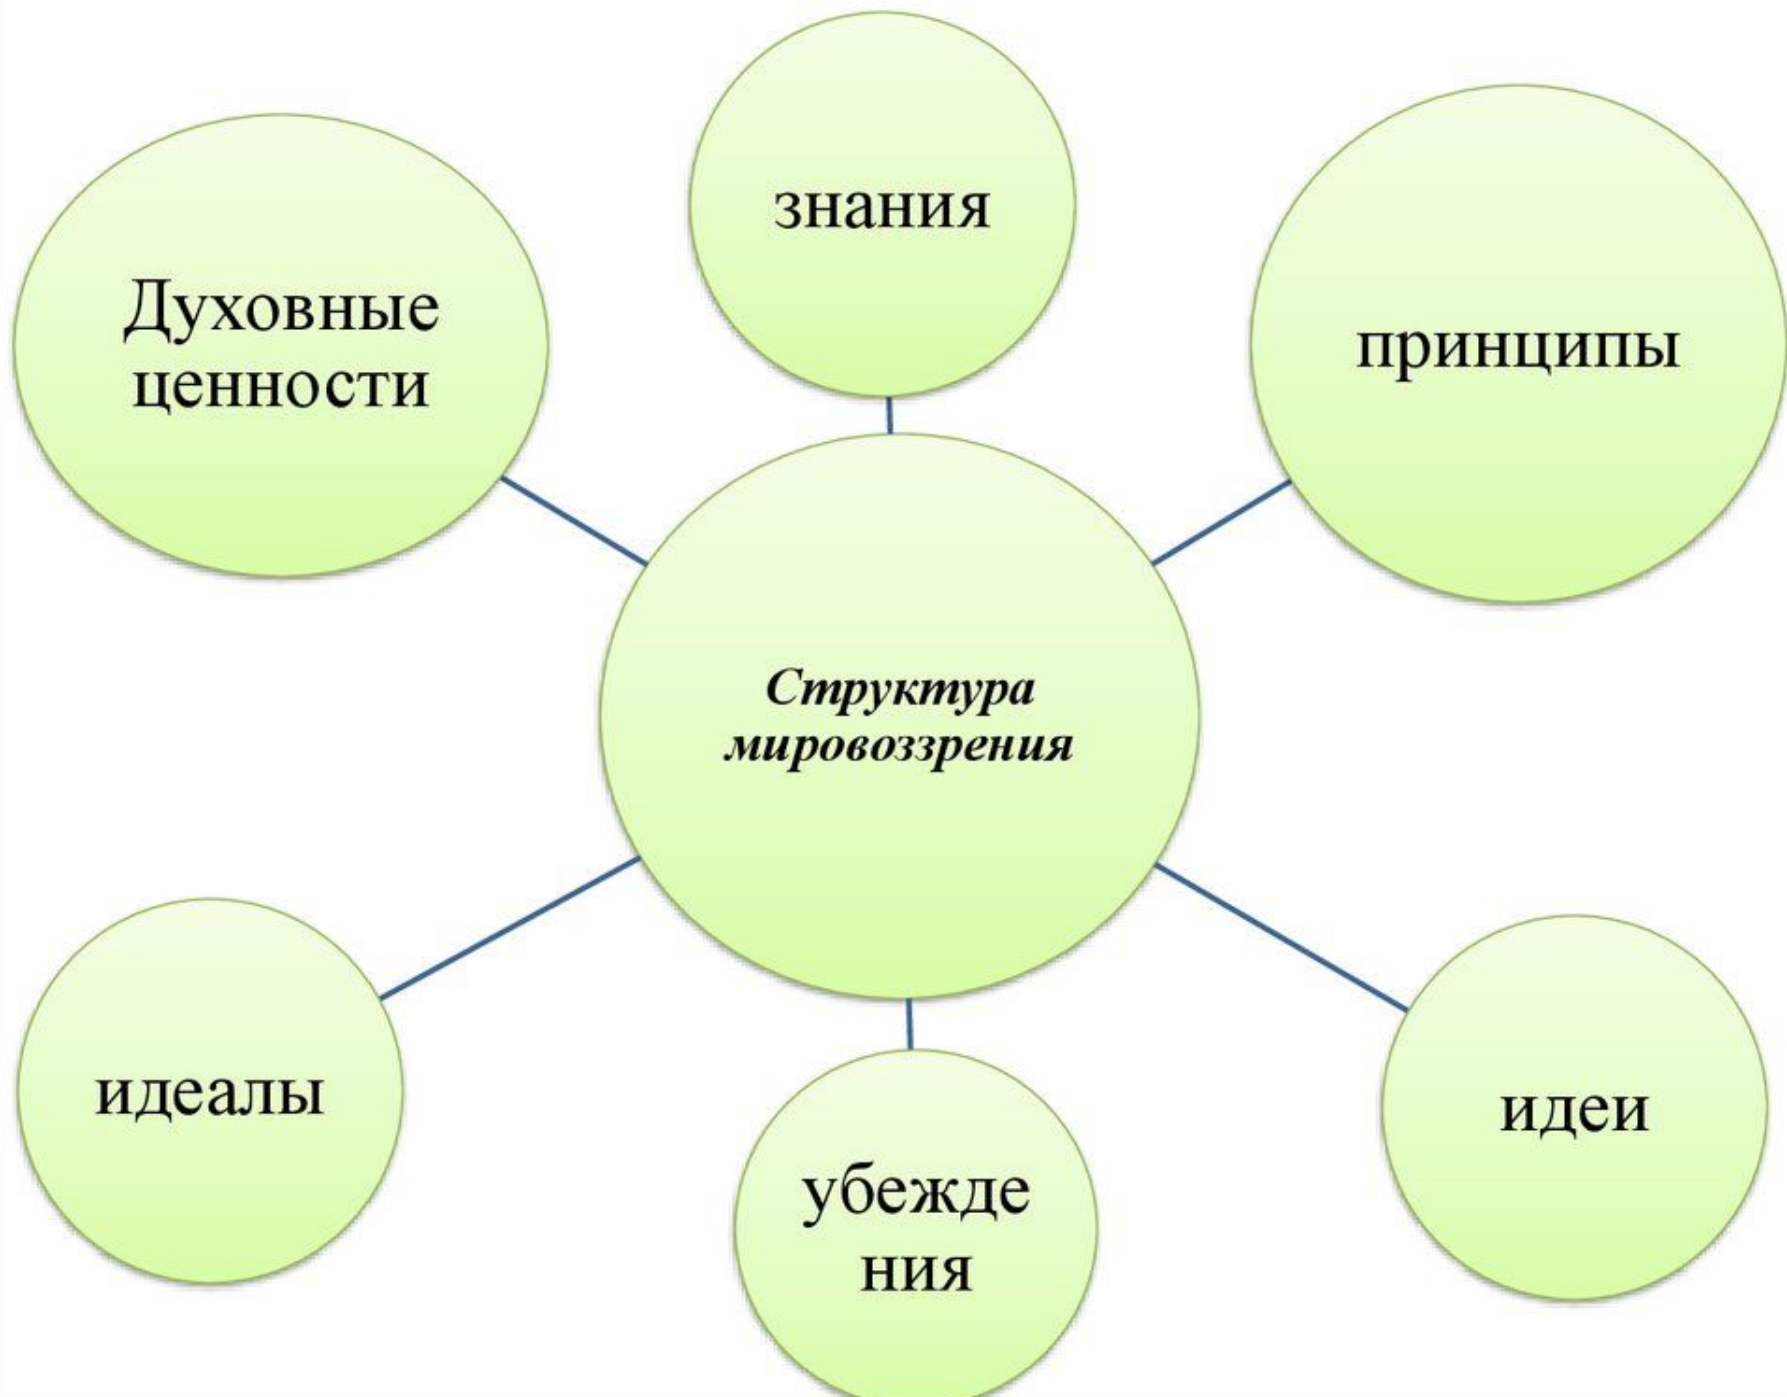 знания
Духовные
ценности
принципы
Структура
мировоззрения
идеалы
идеи
убежде
ния